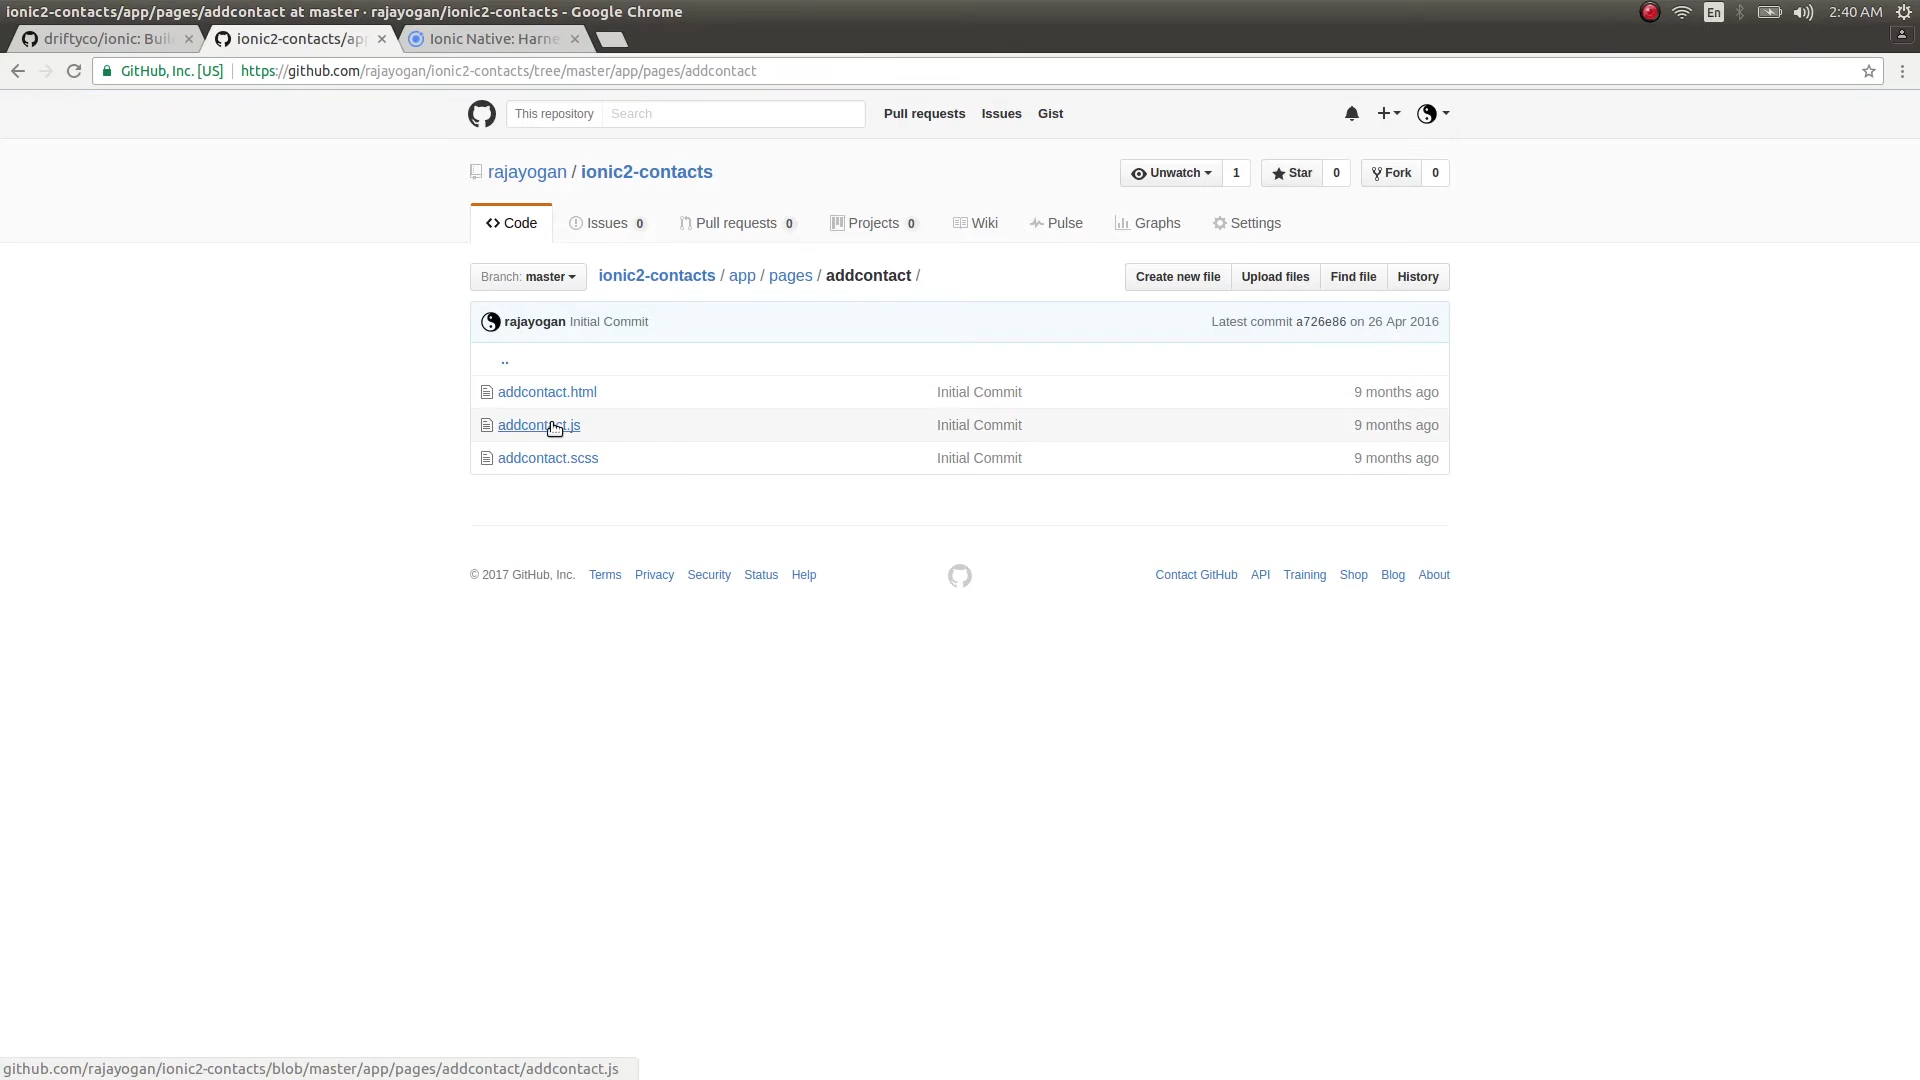 ionic2-contacts/app/pages/addcontact at master · rajayogan/ionic2-contacts - Google Chrome
En
2:40 AM
driftyco/ionic: Buil
ionic2-contacts/ap
Ionic Native: Harne
GitHub, Inc. [US]
https://github.com/rajayogan/ionic2-contacts/tree/master/app/pages/addcontact
This repository
Search
Pull requests
Issues
Gist
rajayogan / ionic2-contacts
Unwatch 1
Star 0
Fork 0
Code
Issues 0
Pull requests 0
Projects 0
Wiki
Pulse
Graphs
Settings
Branch: master
ionic2-contacts / app / pages / addcontact /
Create new file
Upload files
Find file
History
rajayogan Initial Commit
Latest commit a726e86 on 26 Apr 2016
..
addcontact.html Initial Commit 9 months ago
addcontact.js Initial Commit 9 months ago
addcontact.scss Initial Commit 9 months ago
© 2017 GitHub, Inc. Terms Privacy Security Status Help
Contact GitHub API Training Shop Blog About
github.com/rajayogan/ionic2-contacts/blob/master/app/pages/addcontact/addcontact.js